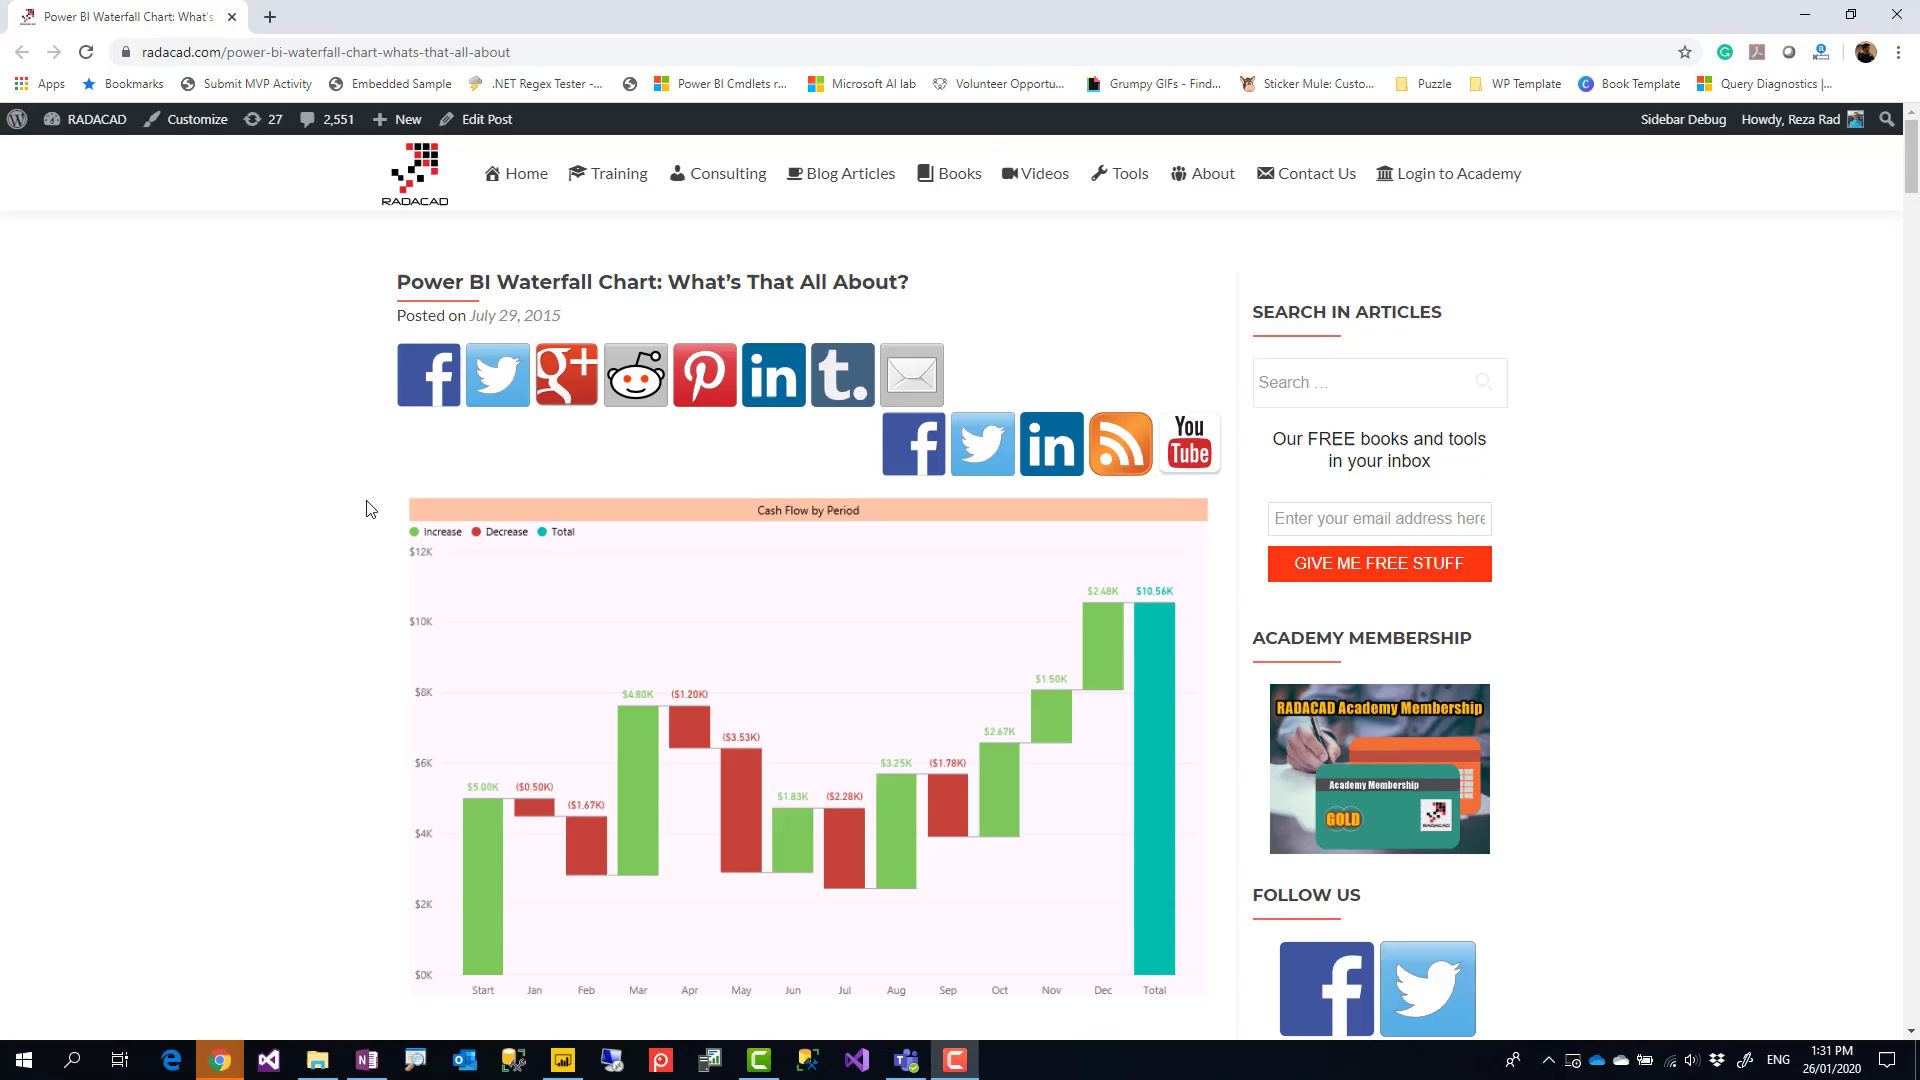 Power BI Waterfall Chart: What's
radacad.com/power-bi-waterfall-chart-whats-that-all-about
Apps Bookmarks Submit MVP Activity Embedded Sample .NET Regex Tester -... Power BI Cmdlets r... Microsoft AI lab Volunteer Opportu... Grumpy GIFs - Find... Sticker Mule: Custo... Puzzle WP Template Book Template Query Diagnostics |...
RADACAD Customize 27 2,551 New Edit Post Sidebar Debug Howdy, Reza Rad
RADACAD
Home Training Consulting Blog Articles Books Videos Tools About Contact Us Login to Academy
Power BI Waterfall Chart: What's That All About?
Posted on July 29, 2015
You
Tube
Cash Flow by Period
Increase Decrease Total
$12K
$10K
$8K
$6K
$4K
$2K
$0K
$5.00K
($0.50K)
($1.67K)
$4.80K
($1.20K)
($3.53K)
$1.83K
($2.28K)
$3.25K
($1.78K)
$2.67K
$1.50K
$2.48K
$10.56K
Start Jan Feb Mar Apr May Jun Jul Aug Sep Oct Nov Dec Total
SEARCH IN ARTICLES
Search ...
Our FREE books and tools
in your inbox
Enter your email address here
GIVE ME FREE STUFF
ACADEMY MEMBERSHIP
RADACAD Academy Membership
Academy Membership
GOLD
RADACAD
FOLLOW US
ENG
1:31 PM
26/01/2020